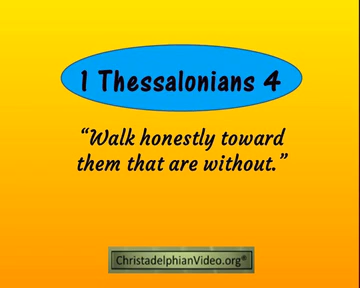 1 Thessalonians 4
“Walk honestly toward
them that are without.”
ChristadelphianVideo.org®